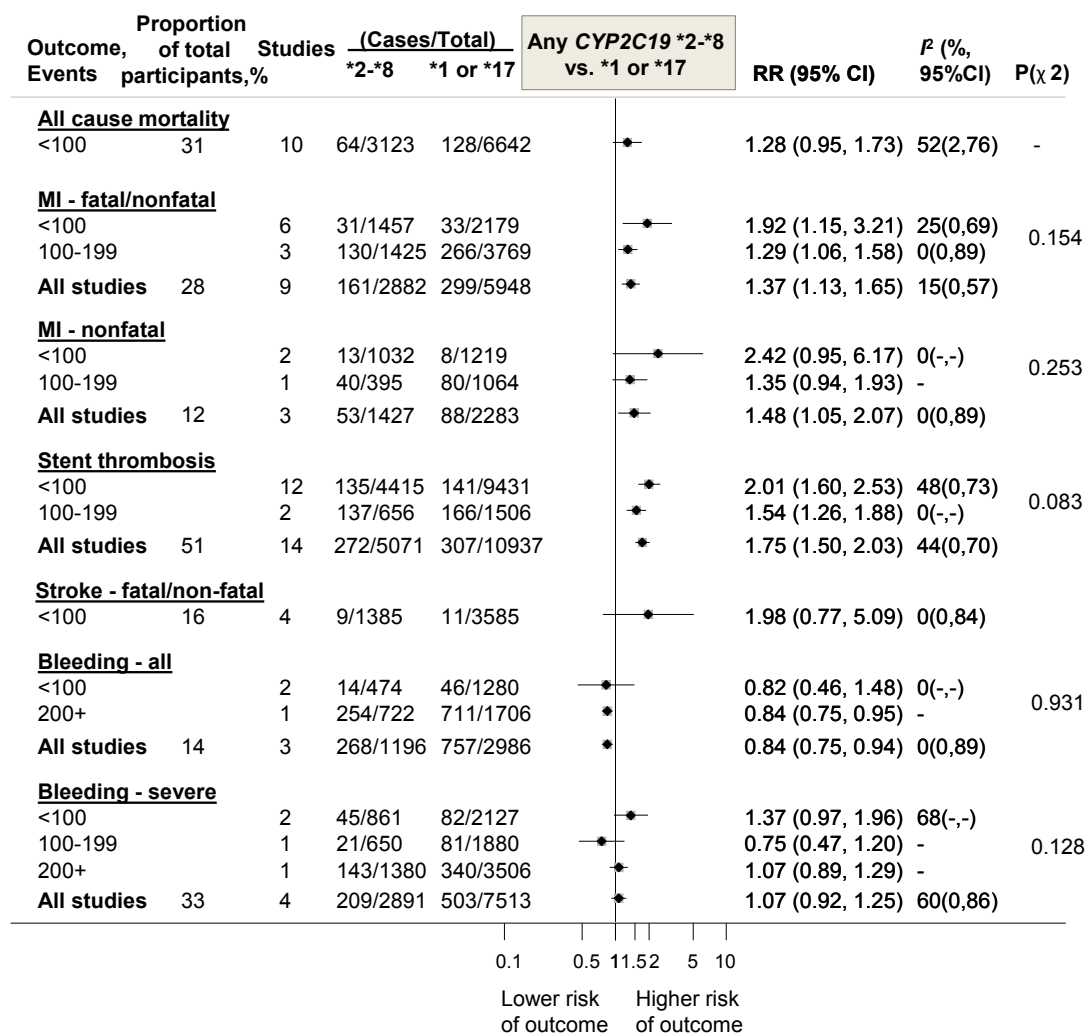 Outcome, Events Proportion of total participants,% Studies (Cases/Total) *2-*8 *1 or *17 Any CYP2C19 *2-*8 vs. *1 or *17 RR (95% CI) I² (%, 95%CI) P(χ 2)
All cause mortality
<100 31 10 64/3123 128/6642 1.28 (0.95, 1.73) 52(2,76) -
MI - fatal/nonfatal
<100 6 31/1457 33/2179 1.92 (1.15, 3.21) 25(0,69)
0.154
100-199 3 130/1425 266/3769 1.29 (1.06, 1.58) 0(0,89)
All studies 28 9 161/2882 299/5948 1.37 (1.13, 1.65) 15(0,57)
MI - nonfatal
<100 2 13/1032 8/1219 2.42 (0.95, 6.17) 0(-,-)
0.253
100-199 1 40/395 80/1064 1.35 (0.94, 1.93) -
All studies 12 3 53/1427 88/2283 1.48 (1.05, 2.07) 0(0,89)
Stent thrombosis
<100 12 135/4415 141/9431 2.01 (1.60, 2.53) 48(0,73)
0.083
100-199 2 137/656 166/1506 1.54 (1.26, 1.88) 0(-,-)
All studies 51 14 272/5071 307/10937 1.75 (1.50, 2.03) 44(0,70)
Stroke - fatal/non-fatal
<100 16 4 9/1385 11/3585 1.98 (0.77, 5.09) 0(0,84)
Bleeding - all
<100 2 14/474 46/1280 0.82 (0.46, 1.48) 0(-,-)
0.931
200+ 1 254/722 711/1706 0.84 (0.75, 0.95) -
All studies 14 3 268/1196 757/2986 0.84 (0.75, 0.94) 0(0,89)
Bleeding - severe
<100 2 45/861 82/2127 1.37 (0.97, 1.96) 68(-,-)
100-199 1 21/650 81/1880 0.75 (0.47, 1.20) -
0.128
200+ 1 143/1380 340/3506 1.07 (0.89, 1.29) -
All studies 33 4 209/2891 503/7513 1.07 (0.92, 1.25) 60(0,86)
0.1 0.5 1 1.5 2 5 10
Lower risk of outcome
Higher risk of outcome